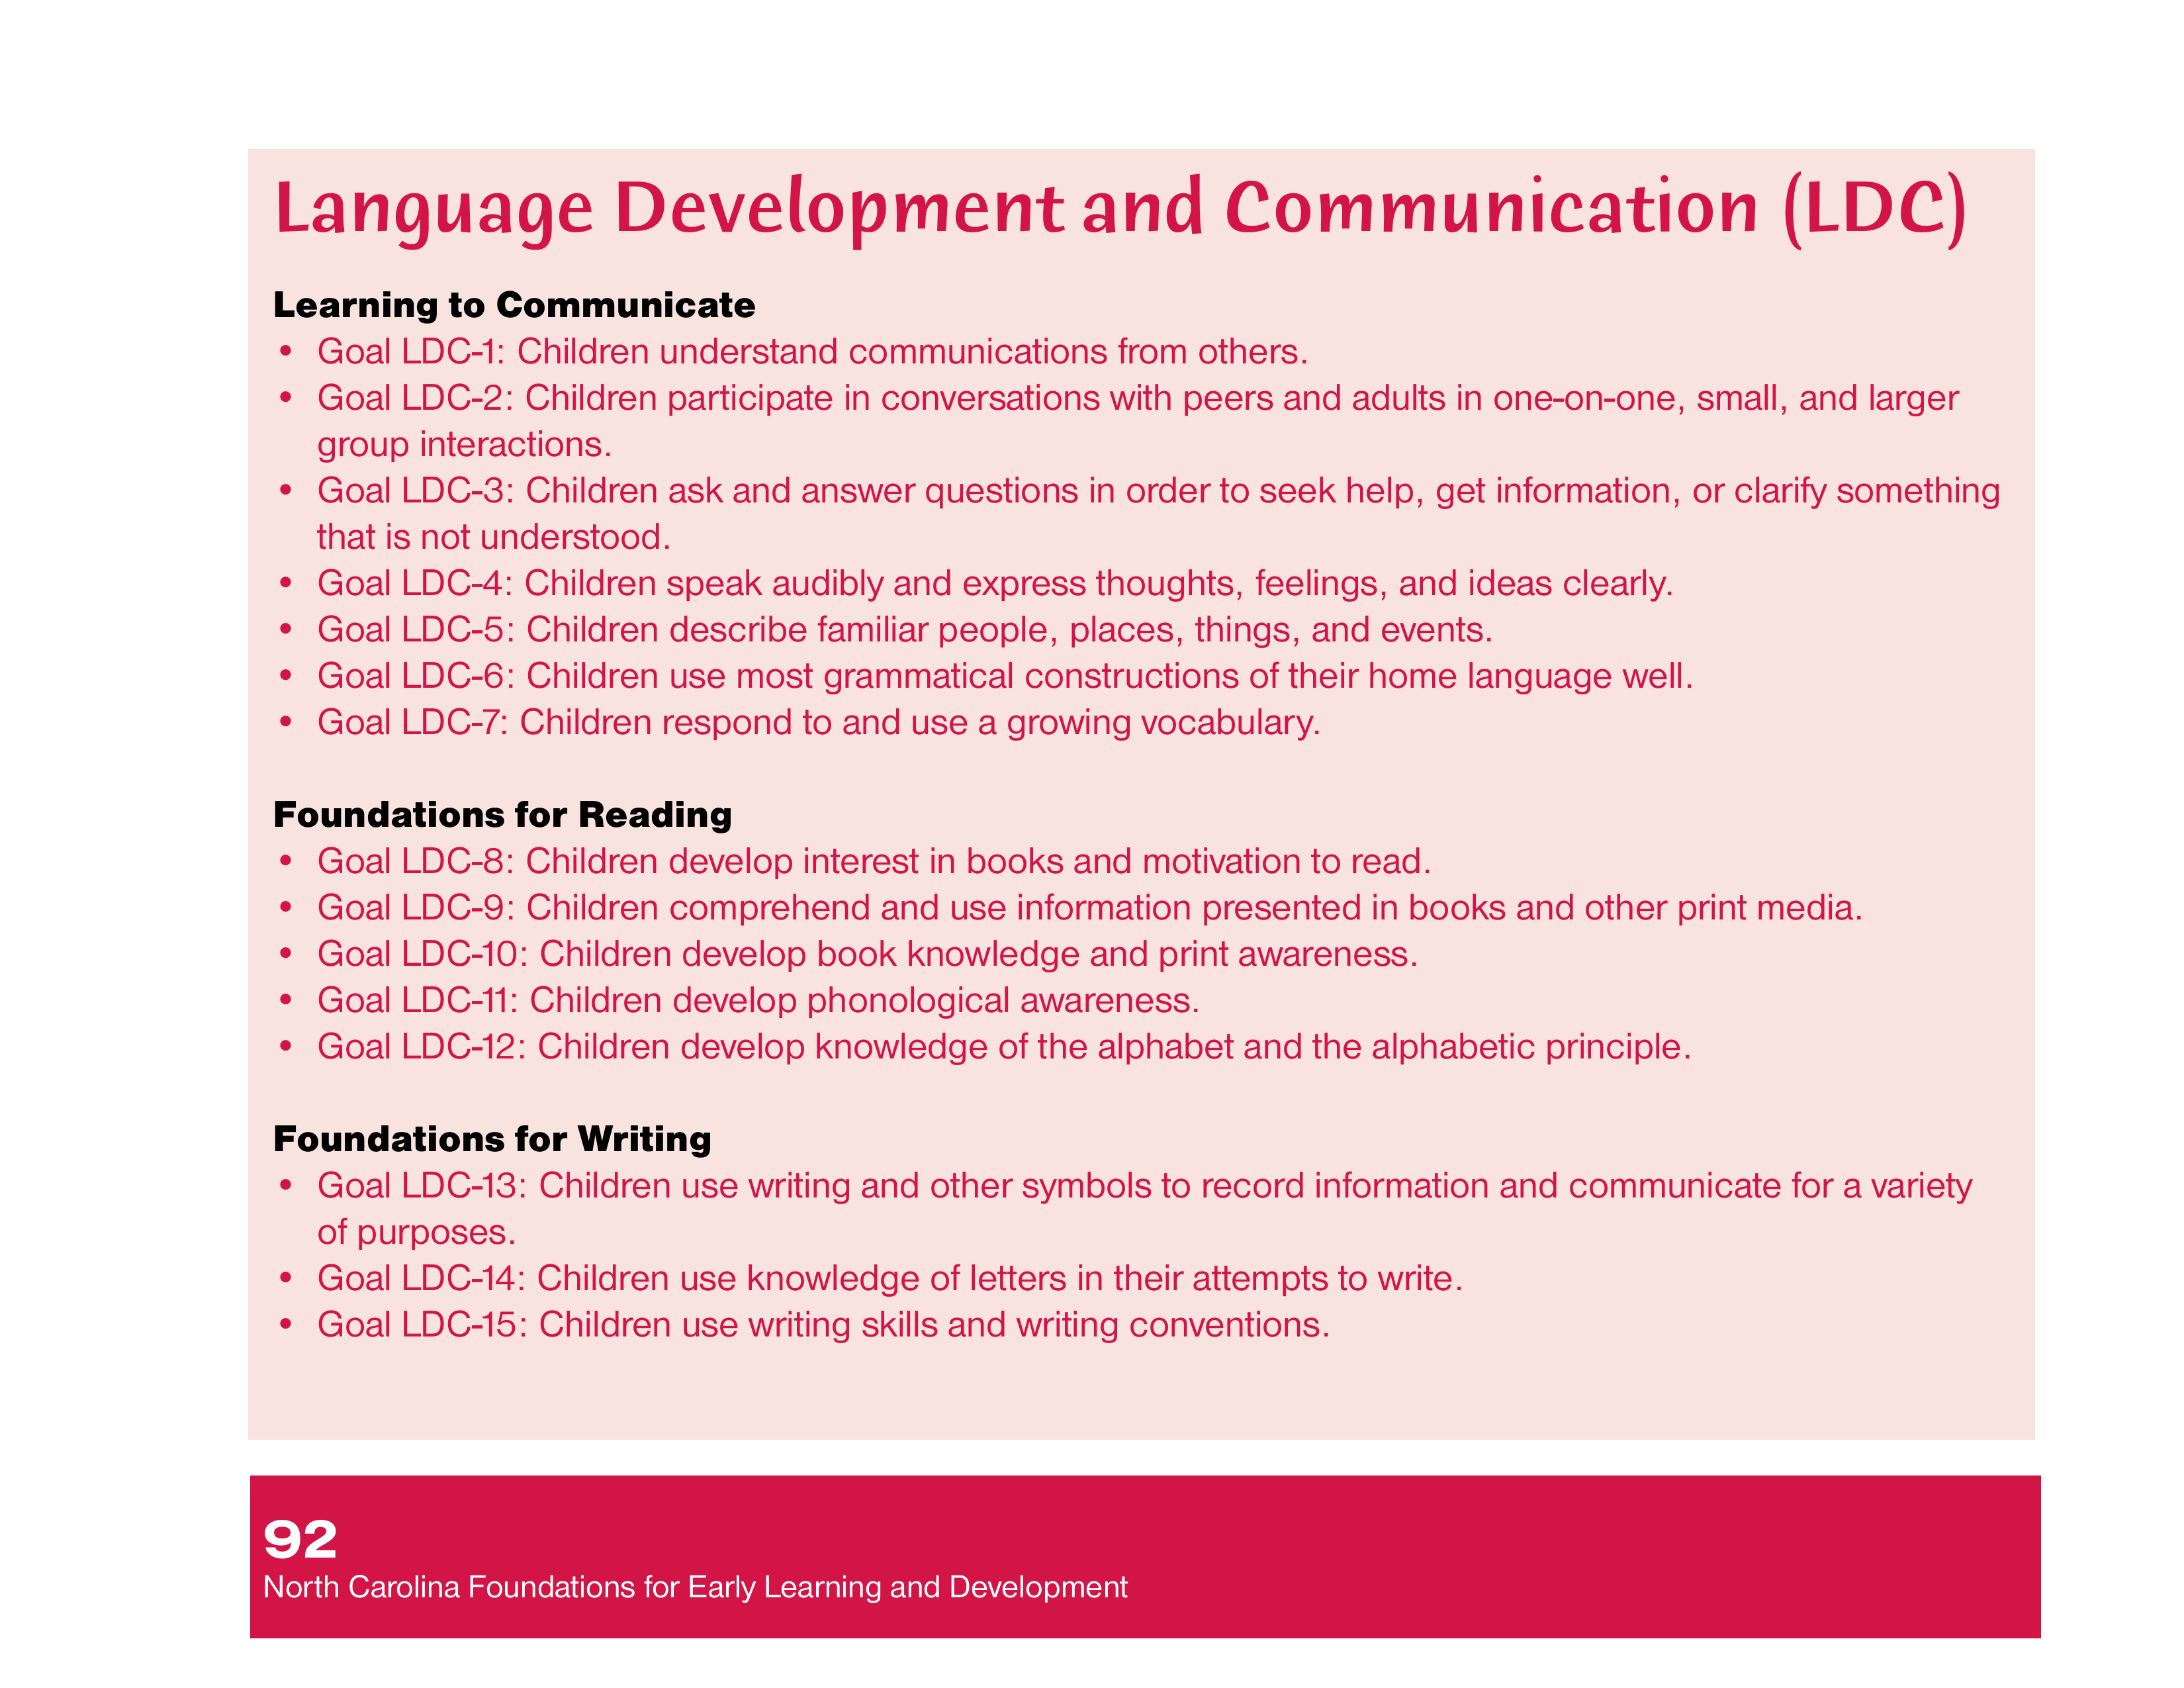 Language Development and Communication (LDC)
Learning to Communicate
• Goal LDC-1: Children understand communications from others.
• Goal LDC-2: Children participate in conversations with peers and adults in one-on-one, small, and larger
group interactions.
• Goal LDC-3: Children ask and answer questions in order to seek help, get information, or clarify something
that is not understood.
• Goal LDC-4: Children speak audibly and express thoughts, feelings, and ideas clearly.
• Goal LDC-5: Children describe familiar people, places, things, and events.
• Goal LDC-6: Children use most grammatical constructions of their home language well.
• Goal LDC-7: Children respond to and use a growing vocabulary.
Foundations for Reading
• Goal LDC-8: Children develop interest in books and motivation to read.
• Goal LDC-9: Children comprehend and use information presented in books and other print media.
• Goal LDC-10: Children develop book knowledge and print awareness.
• Goal LDC-11: Children develop phonological awareness.
• Goal LDC-12: Children develop knowledge of the alphabet and the alphabetic principle.
Foundations for Writing
• Goal LDC-13: Children use writing and other symbols to record information and communicate for a variety
of purposes.
• Goal LDC-14: Children use knowledge of letters in their attempts to write.
• Goal LDC-15: Children use writing skills and writing conventions.
92
North Carolina Foundations for Early Learning and Development